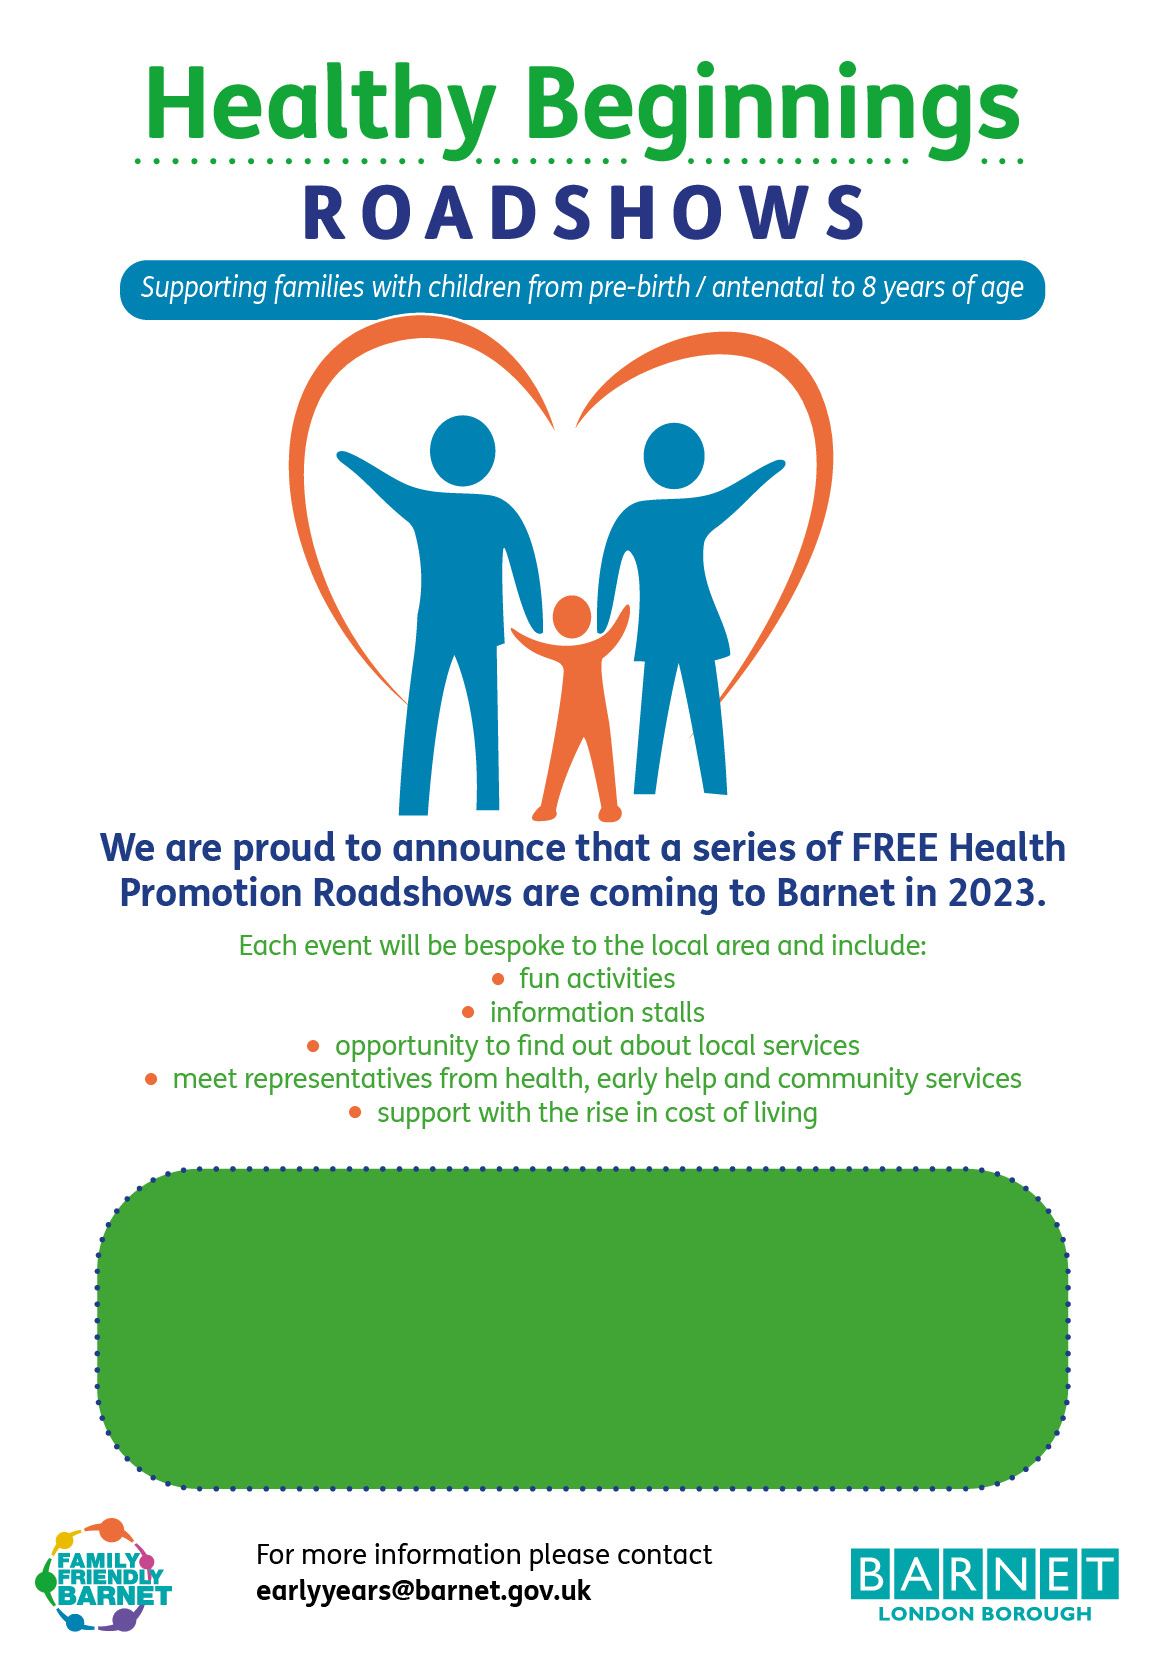 Healthy Beginnings
ROADSHOWS
Supporting families with children from pre-birth / antenatal to 8 years of age
We are proud to announce that a series of FREE Health
Promotion Roadshows are coming to Barnet in 2023.
Each event will be bespoke to the local area and include:
• fun activities
• information stalls
• opportunity to find out about local services
• meet representatives from health, early help and community services
• support with the rise in cost of living
FAMILY
FRIENDLY
BARNET
For more information please contact
earlyyears@barnet.gov.uk
BARNET
LONDON BOROUGH